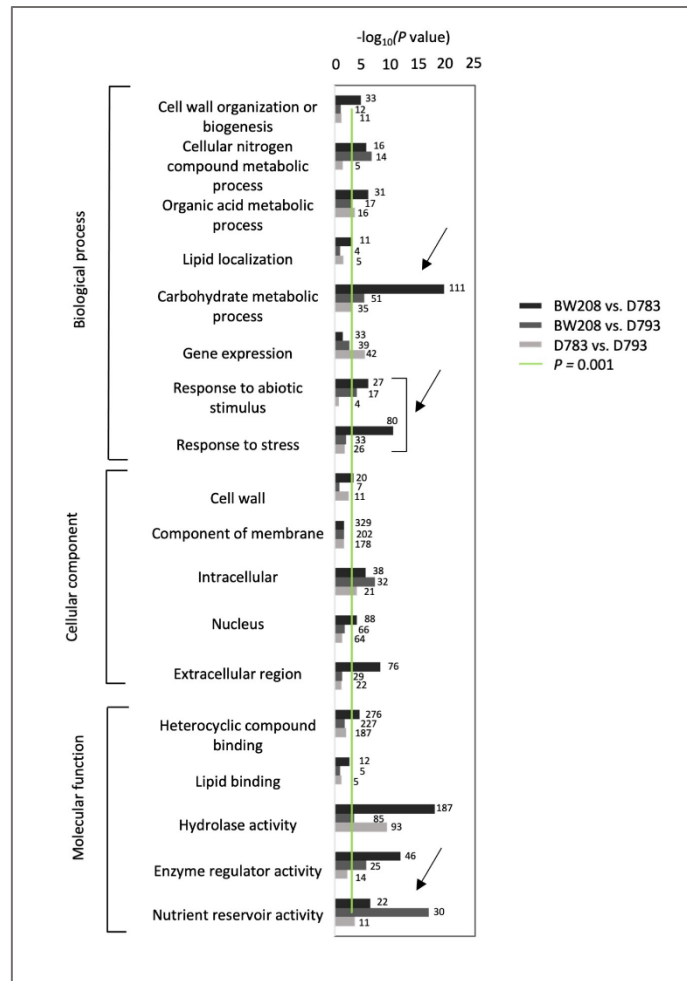 -log10(P value)
0 5 10 15 20 25
Biological process
Cell wall organization or
biogenesis
33
12
11
Cellular nitrogen
compound metabolic
process
16
14
5
Organic acid metabolic
process
31
17
16
Lipid localization
11
4
5
Carbohydrate metabolic
process
111
51
35
Gene expression
33
39
42
Response to abiotic
stimulus
27
17
4
Response to stress
80
33
26
Cellular component
Cell wall
20
7
11
Component of membrane
329
202
178
Intracellular
38
32
21
Nucleus
88
66
64
Extracellular region
76
29
22
Molecular function
Heterocyclic compound
binding
276
227
187
Lipid binding
12
5
5
Hydrolase activity
187
85
93
Enzyme regulator activity
46
25
14
Nutrient reservoir activity
22
30
11
BW208 vs. D783
BW208 vs. D793
D783 vs. D793
P = 0.001